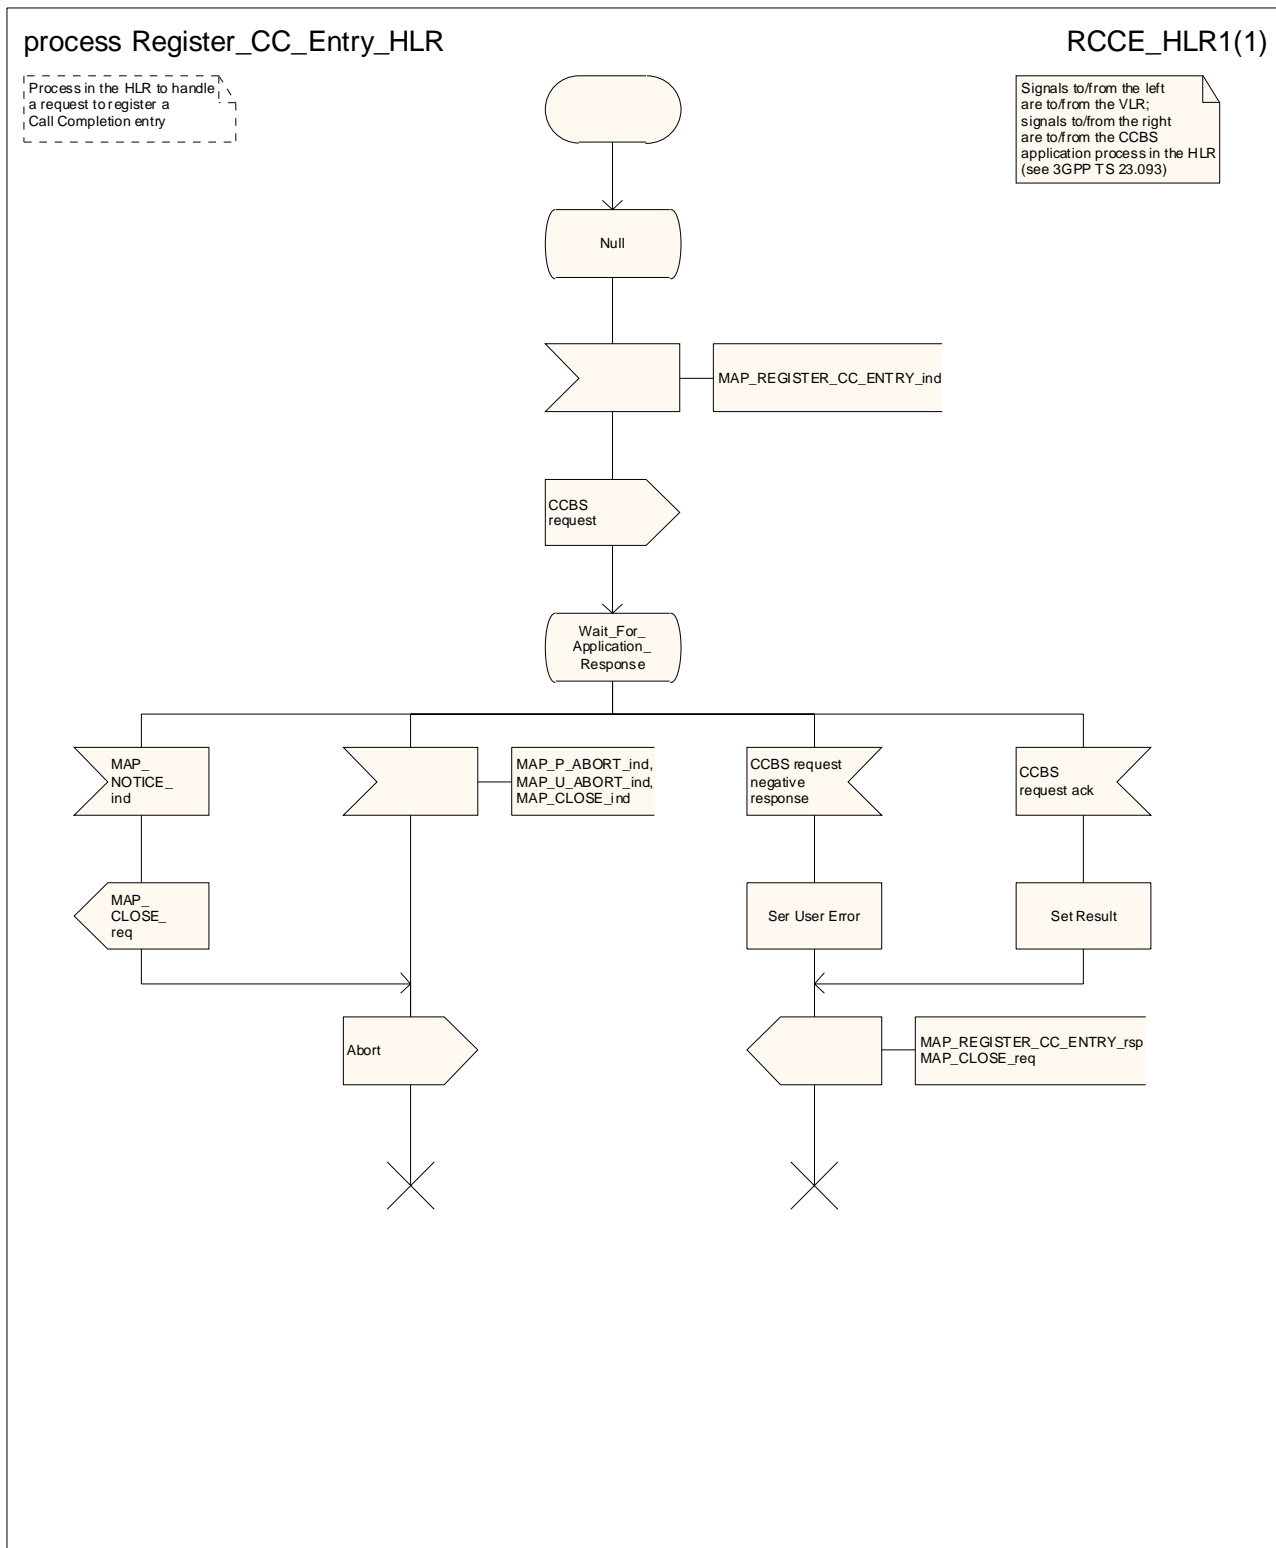 process Register_CC_Entry_HLR
RCCE_HLR1(1)
Process in the HLR to handle
a request to register a
Call Completion entry
Signals to/from the left
are to/from the VLR;
signals to/from the right
are to/from the CCBS
application process in the HLR
(see 3GPP TS 23.093)
Null
MAP_REGISTER_CC_ENTRY_ind
CCBS
request
Wait_For_
Application_
Response
MAP_
NOTICE_
ind
MAP_P_ABORT_ind,
MAP_U_ABORT_ind,
MAP_CLOSE_ind
CCBS request
negative
response
CCBS
request ack
MAP_
CLOSE_
req
Ser User Error
Set Result
Abort
MAP_REGISTER_CC_ENTRY_rsp
MAP_CLOSE_req